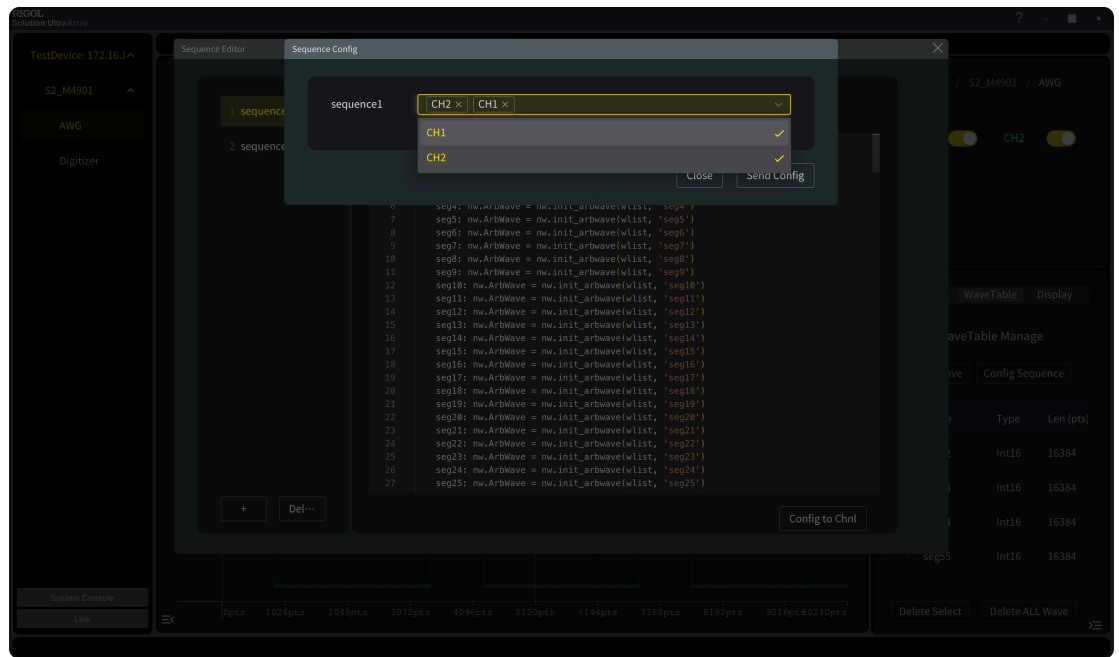 RIGOL
Solution UltraArray
?
TestDevice: 172.16.
S2_M4901
AWG
Digitizer
System Console
Link
Sequence Editor
1 sequence
2 sequence
+
Del···
Sequence Config
sequence1
CH2 × CH1 ×
CH1
CH2
Close
Send Config
seg4: nw.ArbWave = nw.init_arbwave(wlist, 'seg4')
7 seg5: nw.ArbWave = nw.init_arbwave(wlist, 'seg5')
8 seg6: nw.ArbWave = nw.init_arbwave(wlist, 'seg6')
9 seg7: nw.ArbWave = nw.init_arbwave(wlist, 'seg7')
10 seg8: nw.ArbWave = nw.init_arbwave(wlist, 'seg8')
11 seg9: nw.ArbWave = nw.init_arbwave(wlist, 'seg9')
12 seg10: nw.ArbWave = nw.init_arbwave(wlist, 'seg10')
13 seg11: nw.ArbWave = nw.init_arbwave(wlist, 'seg11')
14 seg12: nw.ArbWave = nw.init_arbwave(wlist, 'seg12')
15 seg13: nw.ArbWave = nw.init_arbwave(wlist, 'seg13')
16 seg14: nw.ArbWave = nw.init_arbwave(wlist, 'seg14')
17 seg15: nw.ArbWave = nw.init_arbwave(wlist, 'seg15')
18 seg16: nw.ArbWave = nw.init_arbwave(wlist, 'seg16')
19 seg17: nw.ArbWave = nw.init_arbwave(wlist, 'seg17')
20 seg18: nw.ArbWave = nw.init_arbwave(wlist, 'seg18')
21 seg19: nw.ArbWave = nw.init_arbwave(wlist, 'seg19')
22 seg20: nw.ArbWave = nw.init_arbwave(wlist, 'seg20')
23 seg21: nw.ArbWave = nw.init_arbwave(wlist, 'seg21')
24 seg22: nw.ArbWave = nw.init_arbwave(wlist, 'seg22')
25 seg23: nw.ArbWave = nw.init_arbwave(wlist, 'seg23')
26 seg24: nw.ArbWave = nw.init_arbwave(wlist, 'seg24')
27 seg25: nw.ArbWave = nw.init_arbwave(wlist, 'seg25')
Config to Chnl
0pts 1024pts 2048pts 3072pts 4096pts 5120pts 6144pts 7168pts 8192pts 9216pts 10240pts
/ S2_M4901 / AWG
CH2
WaveTable Display
WaveTable Manage
Config Sequence
Type Len (pts)
Int16 16384
Int16 16384
Int16 16384
seg55 Int16 16384
Delete Select
Delete ALL Wave